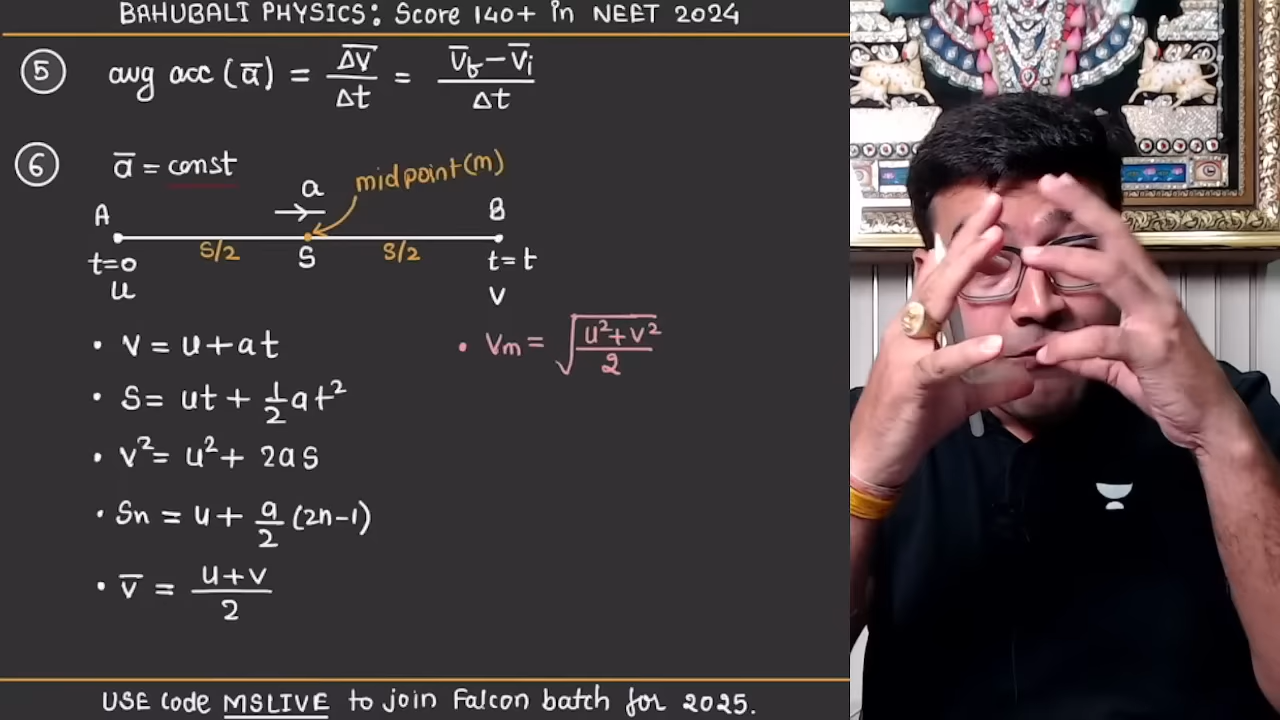 BAHUBALI PHYSICS: Score 140+ in NEET 2024
⑤ avg acc (a̅) = Δv̅/Δt = (v̅f − v̅i)/Δt
⑥ a̅ = const
a midpoint(m)
A B
S/2 S S/2
t=0 t=t
u v
• v = u+at • vm = √((u²+v²)/2)
• S = ut + ½at²
• v² = u² + 2as
• Sn = u + a/2 (2n−1)
• v̅ = (u+v)/2
USE Code MSLIVE to join Falcon batch for 2025.